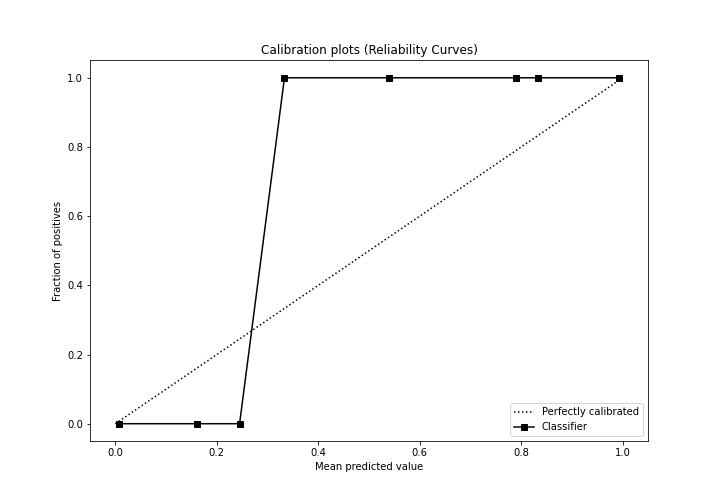 Calibration plots (Reliability Curves)
1.0
0.8
0.6
0.4
0.2
0.0
Fraction of positives
Perfectly calibrated
Classifier
0.0 0.2 0.4 0.6 0.8 1.0
Mean predicted value